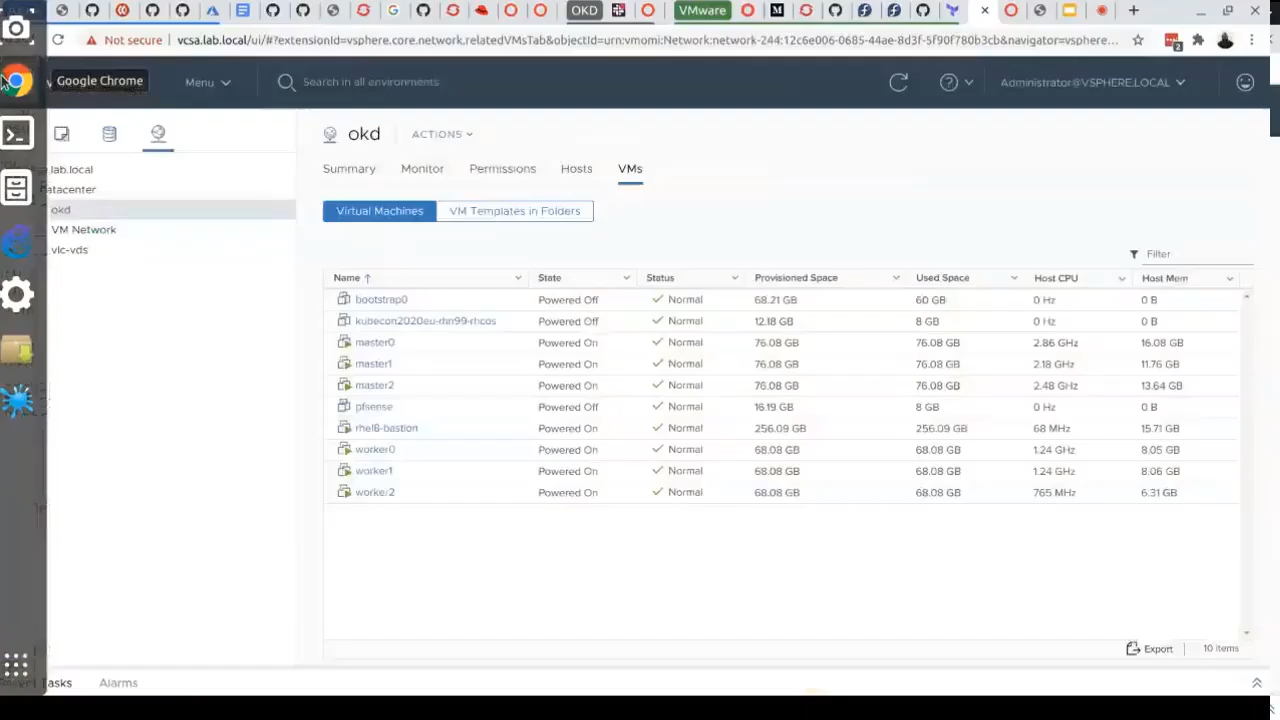 OKD
VMware
Not secure
vcsa.lab.local/ui/#?extensionId=vsphere.core.network.relatedVMsTab&objectId=urn:vmomi:Network:network-244:12c6e006-0685-44ae-8d3f-5f90f780b3cb&navigator=vsphere...
2
Google Chrome
Menu
Search in all environments
Administrator@VSPHERE.LOCAL
okd
ACTIONS
.lab.local
atacenter
okd
VM Network
vlc-vds
Summary
Monitor
Permissions
Hosts
VMs
Virtual Machines
VM Templates in Folders
Filter
Name State Status Provisioned Space Used Space Host CPU Host Mem
bootstrap0 Powered Off Normal 68.21 GB 60 GB 0 Hz 0 B
kubecon2020eu-rhn99-rhcos Powered Off Normal 12.18 GB 8 GB 0 Hz 0 B
master0 Powered On Normal 76.08 GB 76.08 GB 2.86 GHz 16.08 GB
master1 Powered On Normal 76.08 GB 76.08 GB 2.18 GHz 11.76 GB
master2 Powered On Normal 76.08 GB 76.08 GB 2.48 GHz 13.64 GB
pfsense Powered Off Normal 16.19 GB 8 GB 0 Hz 0 B
rhel8-bastion Powered On Normal 256.09 GB 256.09 GB 68 MHz 15.71 GB
worker0 Powered On Normal 68.08 GB 68.08 GB 1.24 GHz 8.05 GB
worker1 Powered On Normal 68.08 GB 68.08 GB 1.24 GHz 8.06 GB
worker2 Powered On Normal 68.08 GB 68.08 GB 765 MHz 6.31 GB
Export
10 items
Tasks
Alarms